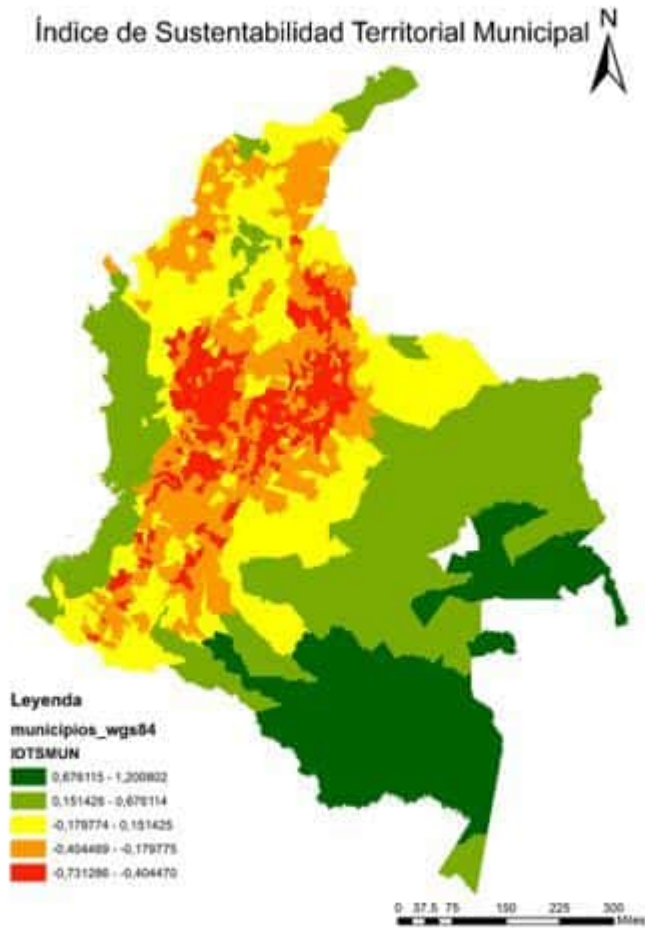 Índice de Sustentabilidad Territorial Municipal
N
Leyenda
municipios_wgs84
IDTSMUN
0,676115 - 1,200802
0,151426 - 0,676114
-0,179774 - 0,151425
-0,404469 - -0,179775
-0,731286 - -0,404470
0 37,5 75 150 225 300
Miles